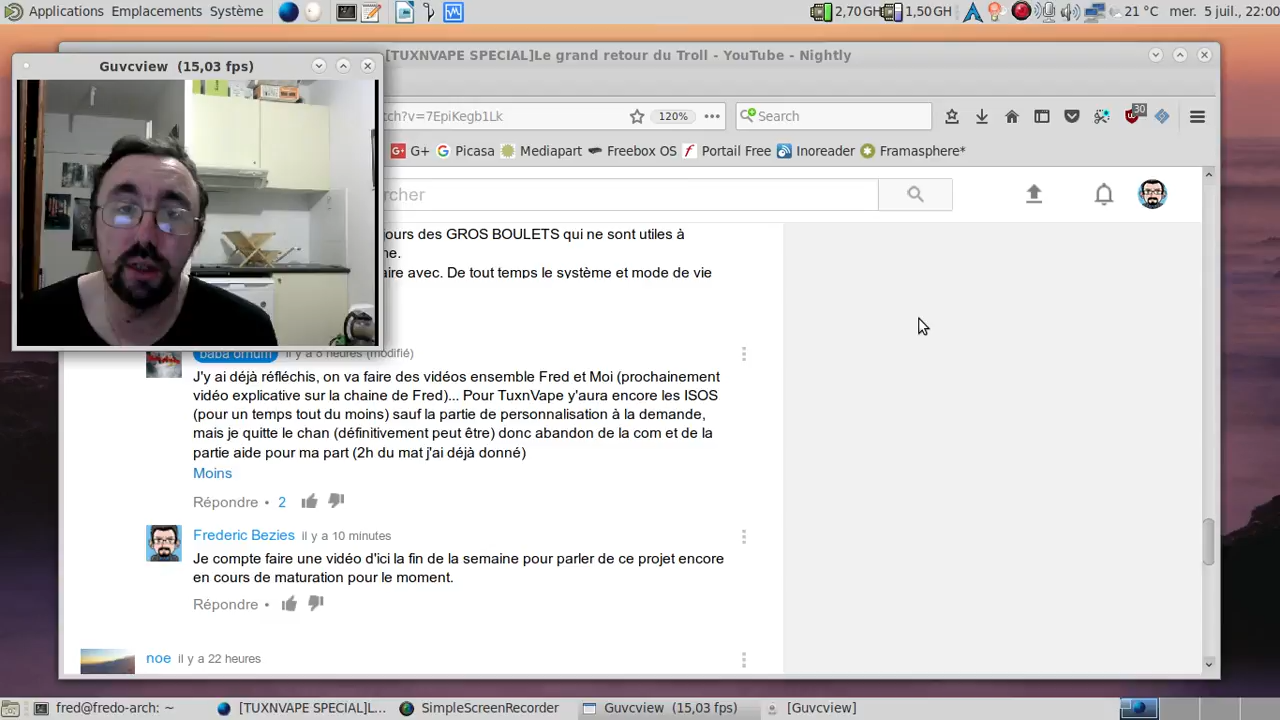 Applications Emplacements Système 2,70GH 1,50GH 21 °C mer. 5 juil., 22:00
[TUXNVAPE SPECIAL]Le grand retour du Troll - YouTube - Nightly
Guvcview (15,03 fps)
tch?v=7EpiKegb1Lk 120% Search 30
G+ Picasa Mediapart Freebox OS Portail Free Inoreader Framasphere*
rcher
ours des GROS BOULETS qui ne sont utiles à
ne.
aire avec. De tout temps le système et mode de vie
baba orhum il y a 8 heures (modifié)
J'y ai déjà réfléchis, on va faire des vidéos ensemble Fred et Moi (prochainement
vidéo explicative sur la chaine de Fred)... Pour TuxnVape y'aura encore les ISOS
(pour un temps tout du moins) sauf la partie de personnalisation à la demande,
mais je quitte le chan (définitivement peut être) donc abandon de la com et de la
partie aide pour ma part (2h du mat j'ai déjà donné)
Moins
Répondre • 2
Frederic Bezies il y a 10 minutes
Je compte faire une vidéo d'ici la fin de la semaine pour parler de ce projet encore
en cours de maturation pour le moment.
Répondre •
noe il y a 22 heures
fred@fredo-arch: ~ [TUXNVAPE SPECIAL]L... SimpleScreenRecorder Guvcview (15,03 fps) [Guvcview]